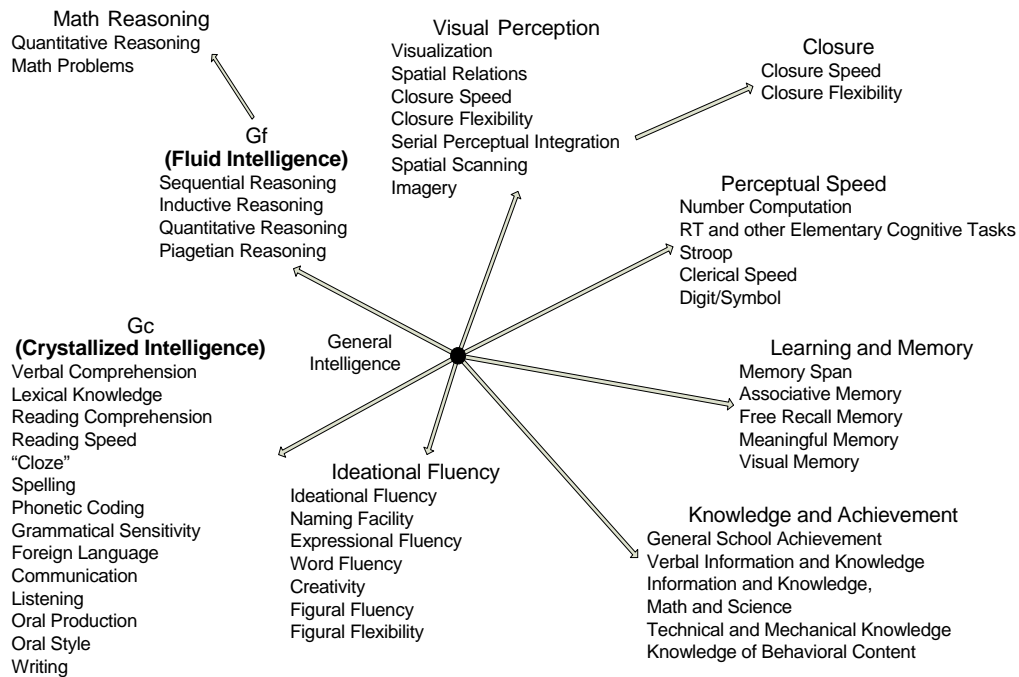 Math Reasoning
Quantitative Reasoning
Math Problems
Visual Perception
Visualization
Spatial Relations
Closure Speed
Closure Flexibility
Serial Perceptual Integration
Spatial Scanning
Imagery
Closure
Closure Speed
Closure Flexibility
Gf
(Fluid Intelligence)
Sequential Reasoning
Inductive Reasoning
Quantitative Reasoning
Piagetian Reasoning
Perceptual Speed
Number Computation
RT and other Elementary Cognitive Tasks
Stroop
Clerical Speed
Digit/Symbol
Gc
(Crystallized Intelligence)
Verbal Comprehension
Lexical Knowledge
Reading Comprehension
Reading Speed
“Cloze”
Spelling
Phonetic Coding
Grammatical Sensitivity
Foreign Language
Communication
Listening
Oral Production
Oral Style
Writing
General
Intelligence
Learning and Memory
Memory Span
Associative Memory
Free Recall Memory
Meaningful Memory
Visual Memory
Ideational Fluency
Ideational Fluency
Naming Facility
Expressional Fluency
Word Fluency
Creativity
Figural Fluency
Figural Flexibility
Knowledge and Achievement
General School Achievement
Verbal Information and Knowledge
Information and Knowledge,
Math and Science
Technical and Mechanical Knowledge
Knowledge of Behavioral Content